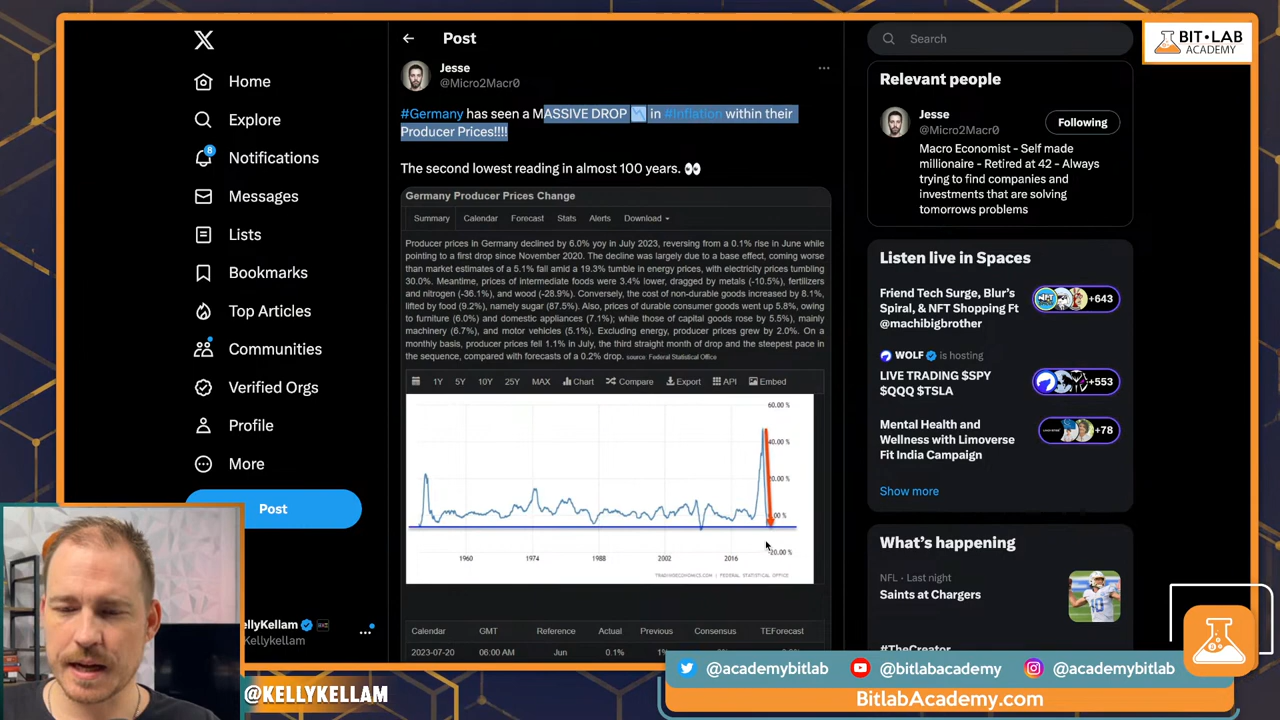 BIT•LAB
ACADEMY
Home
Explore
8
Notifications
Messages
Lists
Bookmarks
Top Articles
Communities
Verified Orgs
Profile
More
Post
Post
Jesse
@Micro2Macr0
#Germany has seen a MASSIVE DROP in #Inflation within their
Producer Prices!!!!
The second lowest reading in almost 100 years.
Germany Producer Prices Change
Summary Calendar Forecast Stats Alerts Download
Producer prices in Germany declined by 6.0% yoy in July 2023, reversing from a 0.1% rise in June while
pointing to a first drop since November 2020. The decline was largely due to a base effect, coming worse
than market estimates of a 5.1% fall amid a 19.3% tumble in energy prices, with electricity prices tumbling
30.0%. Meantime, prices of intermediate foods were 3.4% lower, dragged by metals (-10.5%), fertilizers
and nitrogen (-36.1%), and wood (-28.9%). Conversely, the cost of non-durable goods increased by 8.1%,
lifted by food (9.2%), namely sugar (87.5%). Also, prices of durable consumer goods went up 5.8%, owing
to furniture (6.0%) and domestic appliances (7.1%); while those of capital goods rose by 5.5%), mainly
machinery (6.7%), and motor vehicles (5.1%). Excluding energy, producer prices grew by 2.0%. On a
monthly basis, producer prices fell 1.1% in July, the third straight month of drop and the steepest pace in
the sequence, compared with forecasts of a 0.2% drop. source: Federal Statistical Office
1Y 5Y 10Y 25Y MAX Chart Compare Export API Embed
60.00 %
40.00 %
20.00 %
.00 %
-20.00 %
1960 1974 1988 2002 2016
TRADINGECONOMICS.COM | FEDERAL STATISTICAL OFFICE
Calendar GMT Reference Actual Previous Consensus TEForecast
2023-07-20 06:00 AM Jun 0.1% 1%
Search
Relevant people
Jesse
@Micro2Macr0
Following
Macro Economist - Self made
millionaire - Retired at 42 - Always
trying to find companies and
investments that are solving
tomorrows problems
Listen live in Spaces
Friend Tech Surge, Blur's
Spiral, & NFT Shopping Ft
@machibigbrother
+643
WOLF is hosting
LIVE TRADING $SPY
$QQQ $TSLA
+553
Mental Health and
Wellness with Limoverse
Fit India Campaign
+78
Show more
What's happening
NFL · Last night
Saints at Chargers
#TheCreator
ellyKellam
Kellykellam
@KELLYKELLAM
@academybitlab @bitlabacademy @academybitlab
BitlabAcademy.com